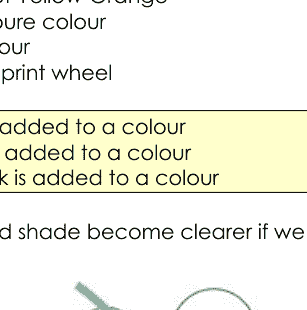 of Yellow-Orange
pure colour
our
print wheel
added to a colour
added to a colour
k is added to a colour
d shade become clearer if we